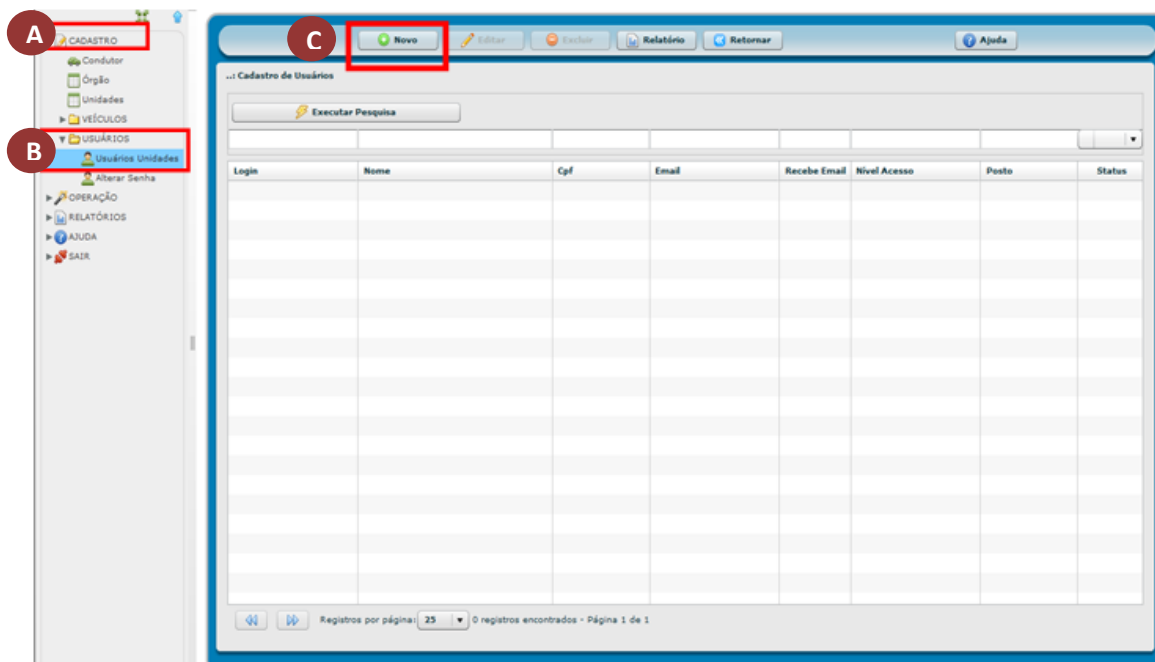 A
CADASTRO
Condutor
Órgão
Unidades
VEÍCULOS
B
USUÁRIOS
Usuários Unidades
Alterar Senha
OPERAÇÃO
RELATÓRIOS
AJUDA
SAIR
C
Novo Editar Excluir Relatório Retornar Ajuda
..: Cadastro de Usuários
Executar Pesquisa
Login Nome Cpf Email Recebe Email Nivel Acesso Posto Status
Registros por página: 25 0 registros encontrados - Página 1 de 1